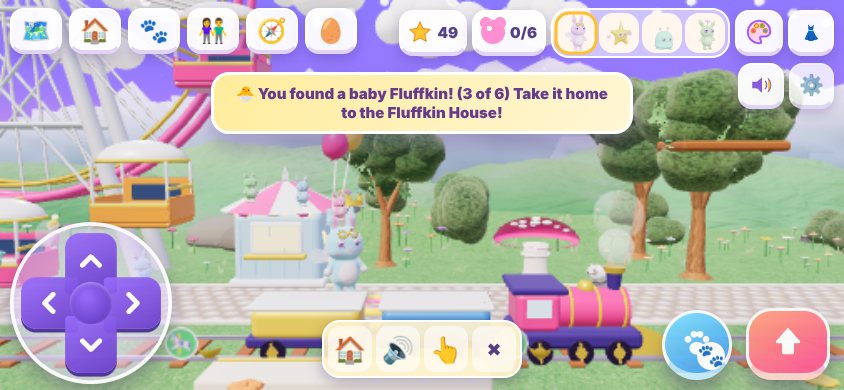 49
0/6
🐣 You found a baby Fluffkin! (3 of 6) Take it home
to the Fluffkin House!